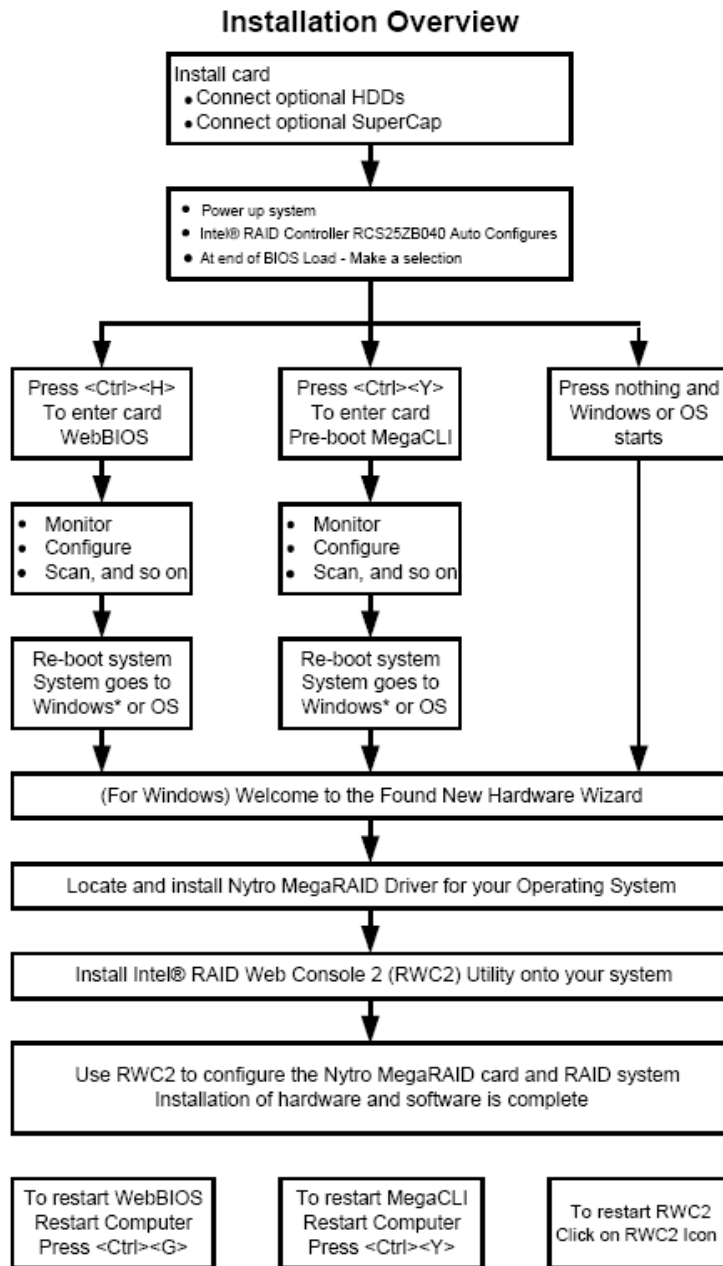 Installation Overview
Install card
• Connect optional HDDs
• Connect optional SuperCap
• Power up system
• Intel® RAID Controller RCS25ZB040 Auto Configures
• At end of BIOS Load - Make a selection
Press <Ctrl><H>
To enter card
WebBIOS
Press <Ctrl><Y>
To enter card
Pre-boot MegaCLI
Press nothing and
Windows or OS
starts
• Monitor
• Configure
• Scan, and so on
• Monitor
• Configure
• Scan, and so on
Re-boot system
System goes to
Windows* or OS
Re-boot system
System goes to
Windows* or OS
(For Windows) Welcome to the Found New Hardware Wizard
Locate and install Nytro MegaRAID Driver for your Operating System
Install Intel® RAID Web Console 2 (RWC2) Utility onto your system
Use RWC2 to configure the Nytro MegaRAID card and RAID system
Installation of hardware and software is complete
To restart WebBIOS
Restart Computer
Press <Ctrl><G>
To restart MegaCLI
Restart Computer
Press <Ctrl><Y>
To restart RWC2
Click on RWC2 Icon